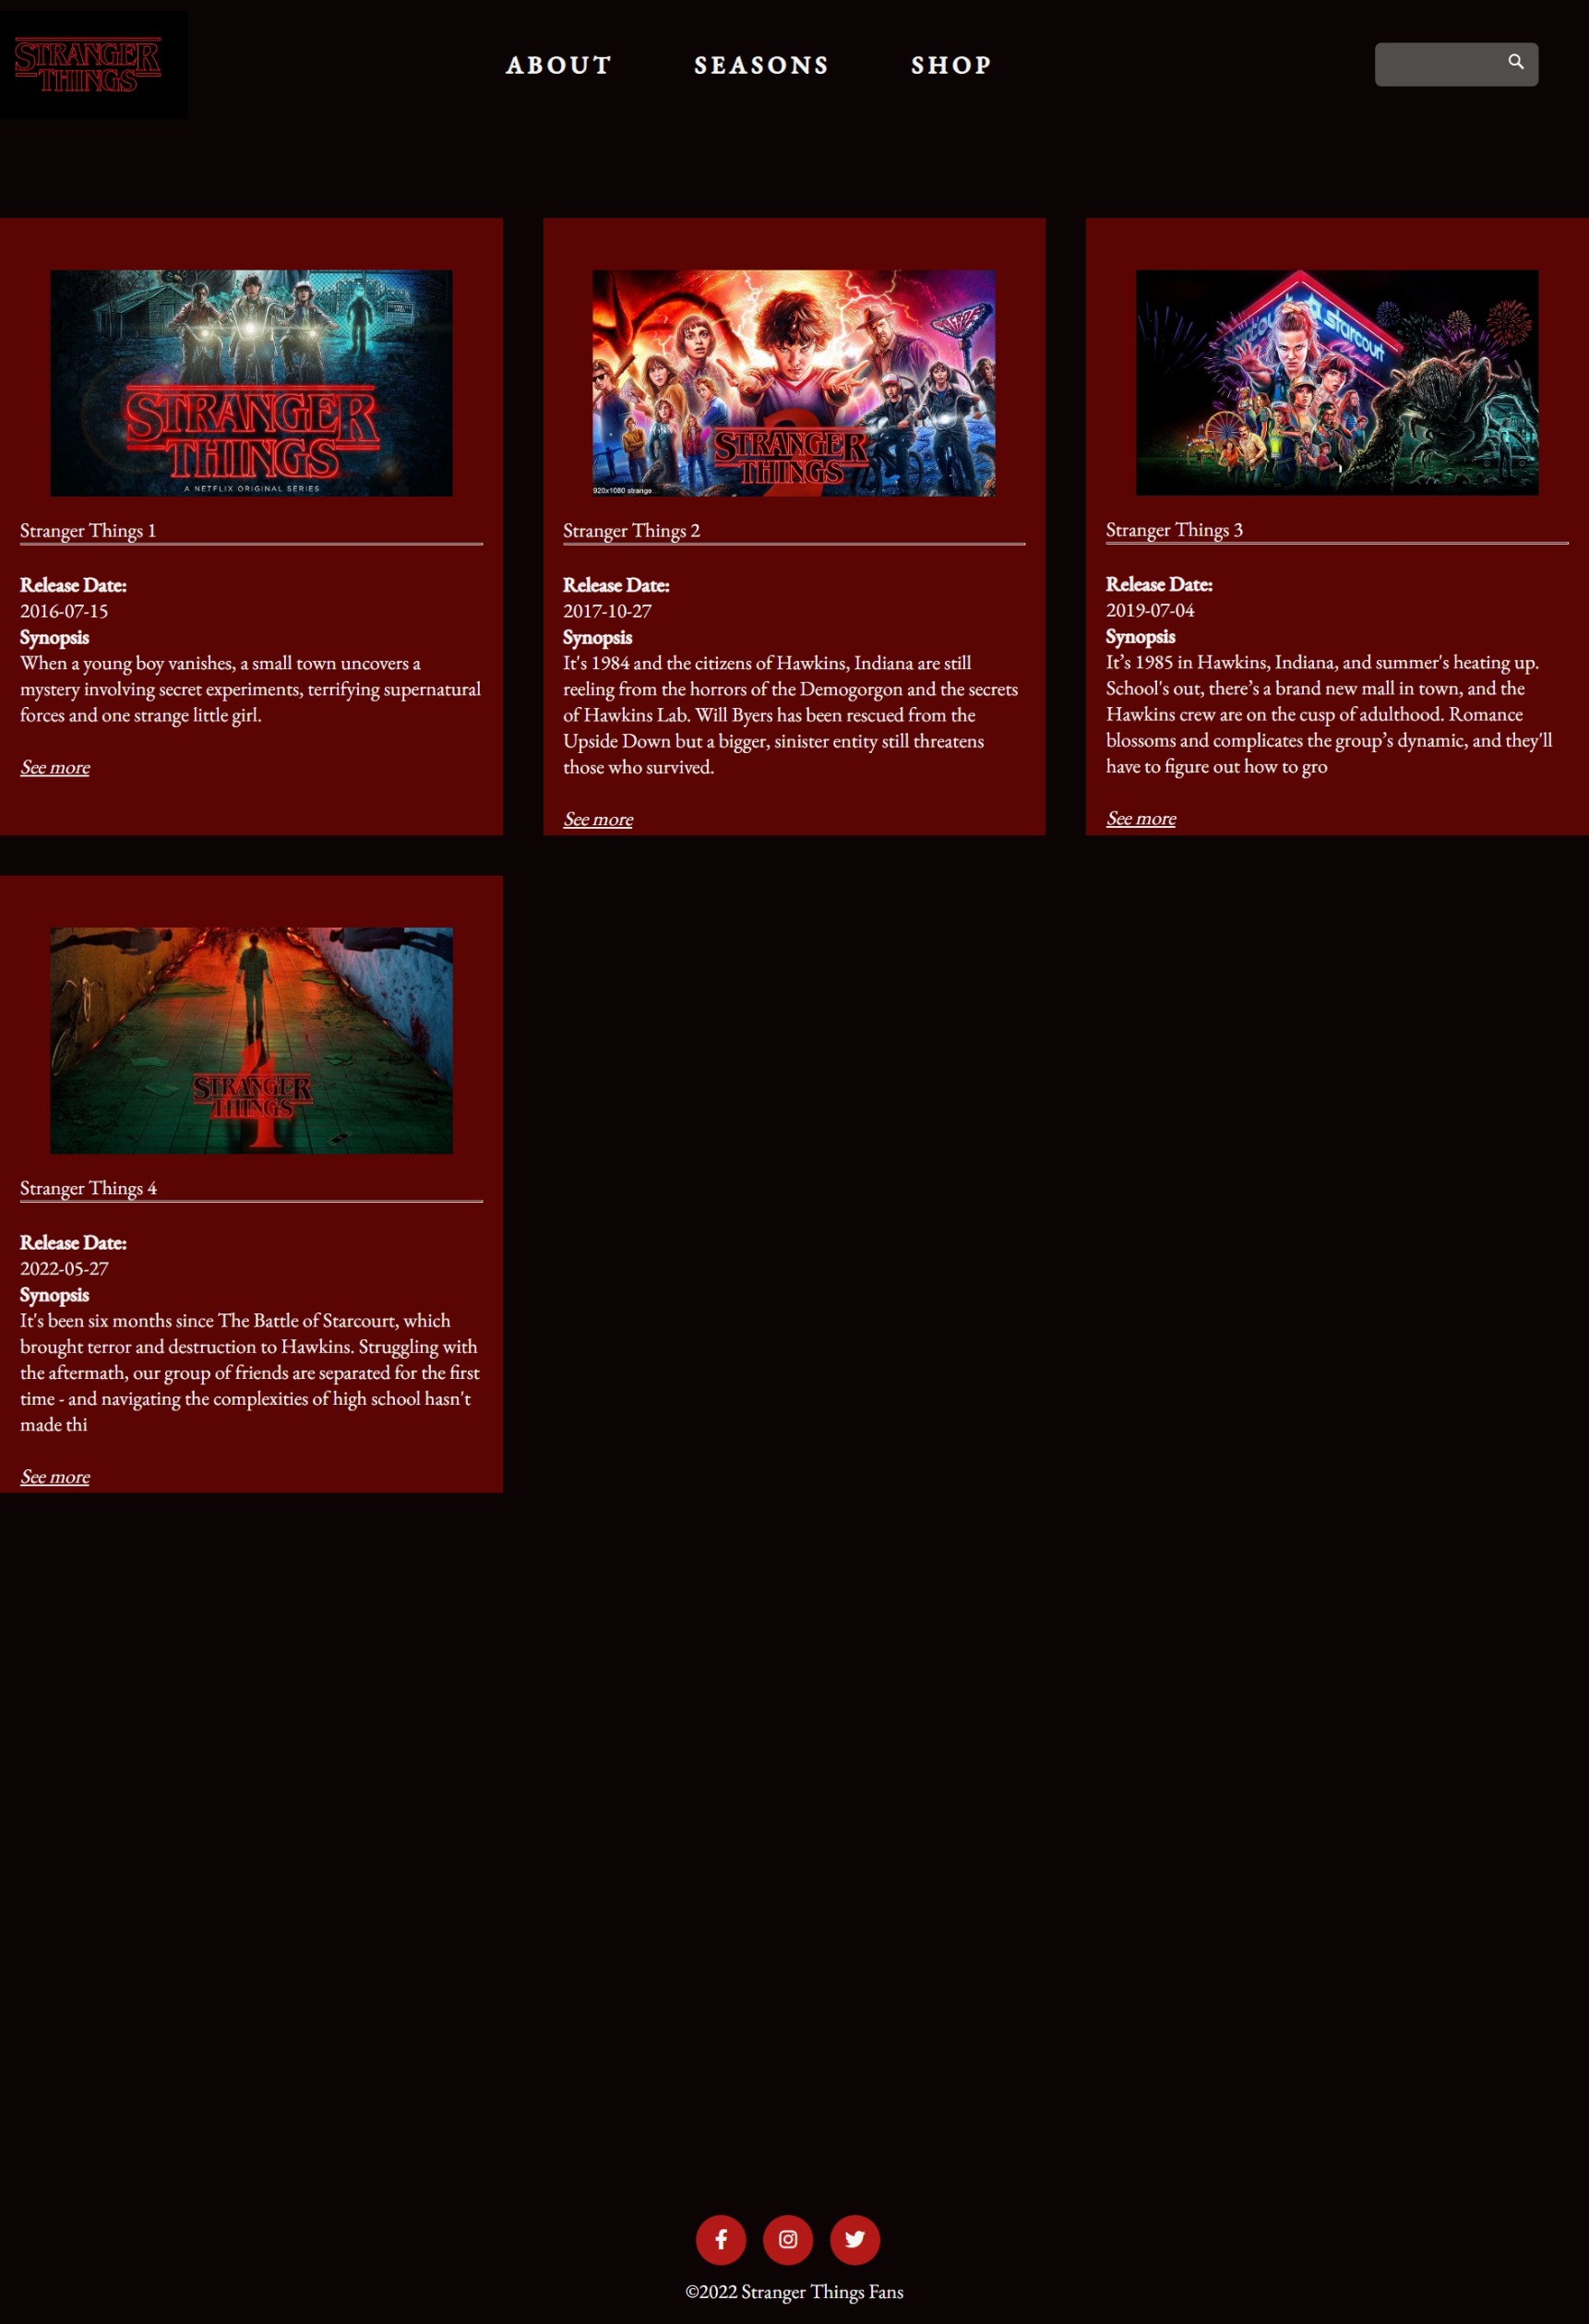 STRANGER
THINGS
ABOUT SEASONS SHOP
STRANGER
THINGS
A NETFLIX ORIGINAL SERIES
Stranger Things 1
Release Date:
2016-07-15
Synopsis
When a young boy vanishes, a small town uncovers a
mystery involving secret experiments, terrifying supernatural
forces and one strange little girl.
See more
STRANGER
THINGS
2
920x1080 strange...
Stranger Things 2
Release Date:
2017-10-27
Synopsis
It's 1984 and the citizens of Hawkins, Indiana are still
reeling from the horrors of the Demogorgon and the secrets
of Hawkins Lab. Will Byers has been rescued from the
Upside Down but a bigger, sinister entity still threatens
those who survived.
See more
starcourt
Stranger Things 3
Release Date:
2019-07-04
Synopsis
It’s 1985 in Hawkins, Indiana, and summer's heating up.
School's out, there’s a brand new mall in town, and the
Hawkins crew are on the cusp of adulthood. Romance
blossoms and complicates the group’s dynamic, and they'll
have to figure out how to gro
See more
4
STRANGER
THINGS
Stranger Things 4
Release Date:
2022-05-27
Synopsis
It's been six months since The Battle of Starcourt, which
brought terror and destruction to Hawkins. Struggling with
the aftermath, our group of friends are separated for the first
time - and navigating the complexities of high school hasn't
made thi
See more
©2022 Stranger Things Fans